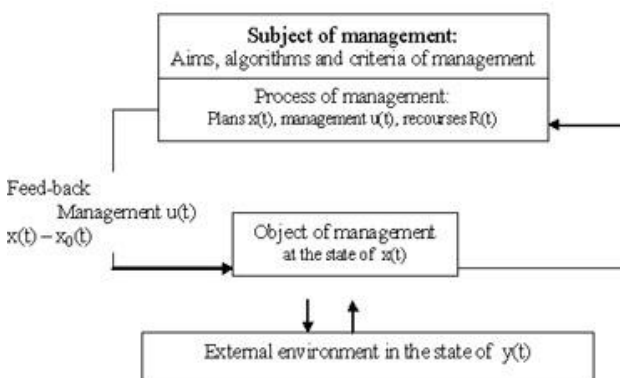 Subject of management:
Aims, algorithms and criteria of management
Process of management:
Plans x(t), management u(t), recourses R(t)
Feed-back
Management u(t)
x(t) – x₀(t)
Object of management
at the state of x(t)
External environment in the state of y(t)